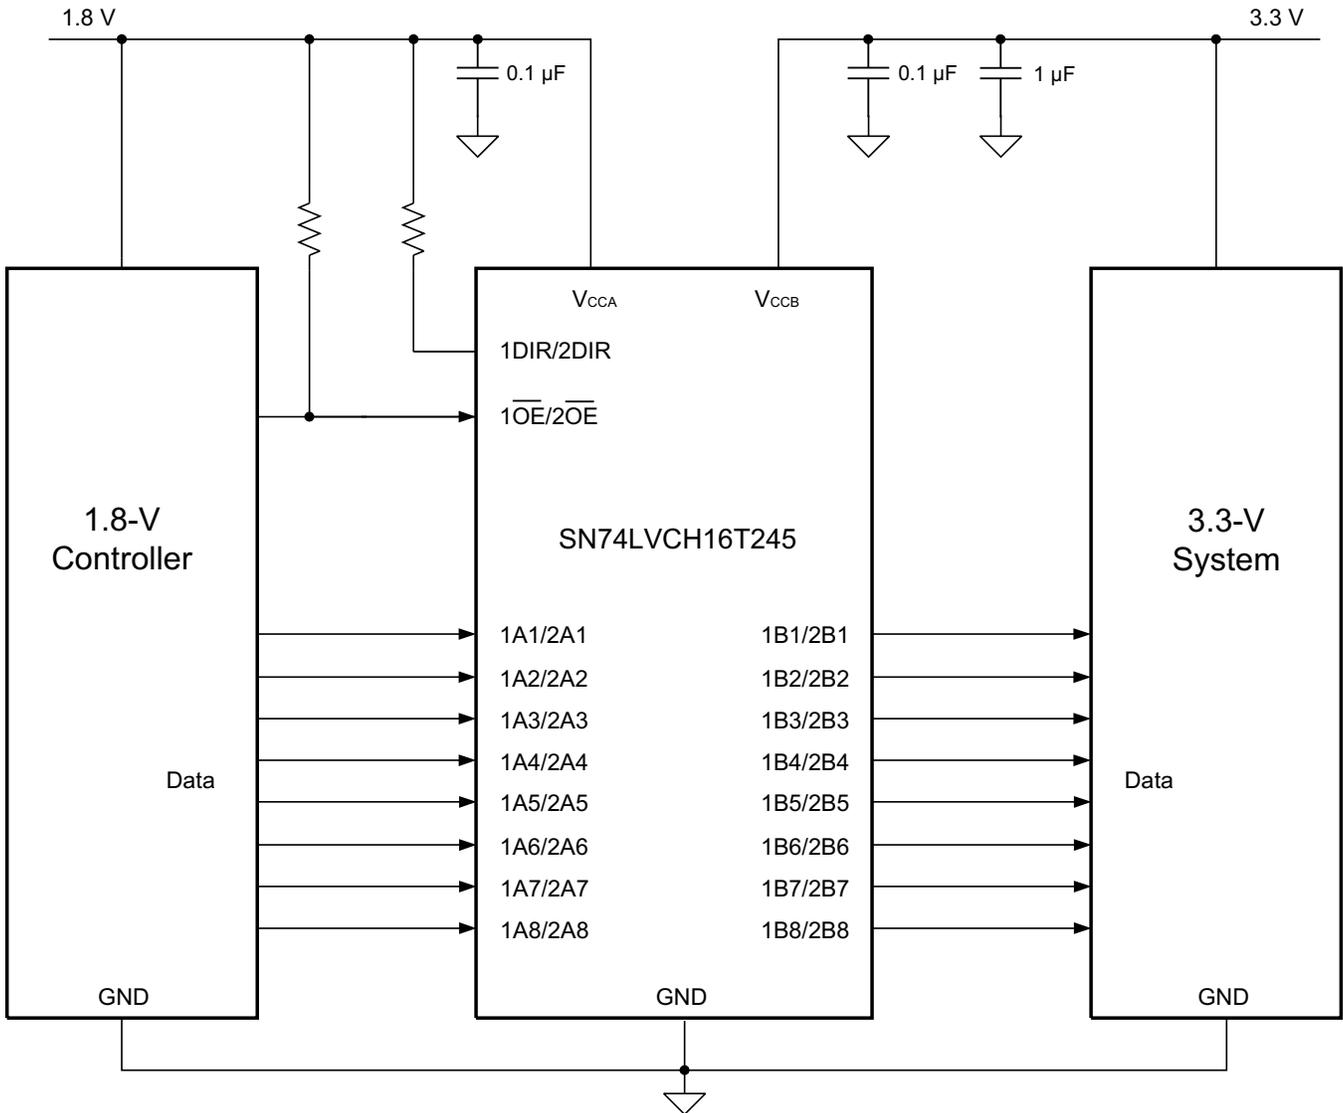 1.8 V
3.3 V
0.1 µF
0.1 µF
1 µF
VCCA
VCCB
1DIR/2DIR
1O̅E̅/2O̅E̅
1.8-V
Controller
SN74LVCH16T245
3.3-V
System
1A1/2A1
1B1/2B1
1A2/2A2
1B2/2B2
1A3/2A3
1B3/2B3
1A4/2A4
1B4/2B4
Data
Data
1A5/2A5
1B5/2B5
1A6/2A6
1B6/2B6
1A7/2A7
1B7/2B7
1A8/2A8
1B8/2B8
GND
GND
GND